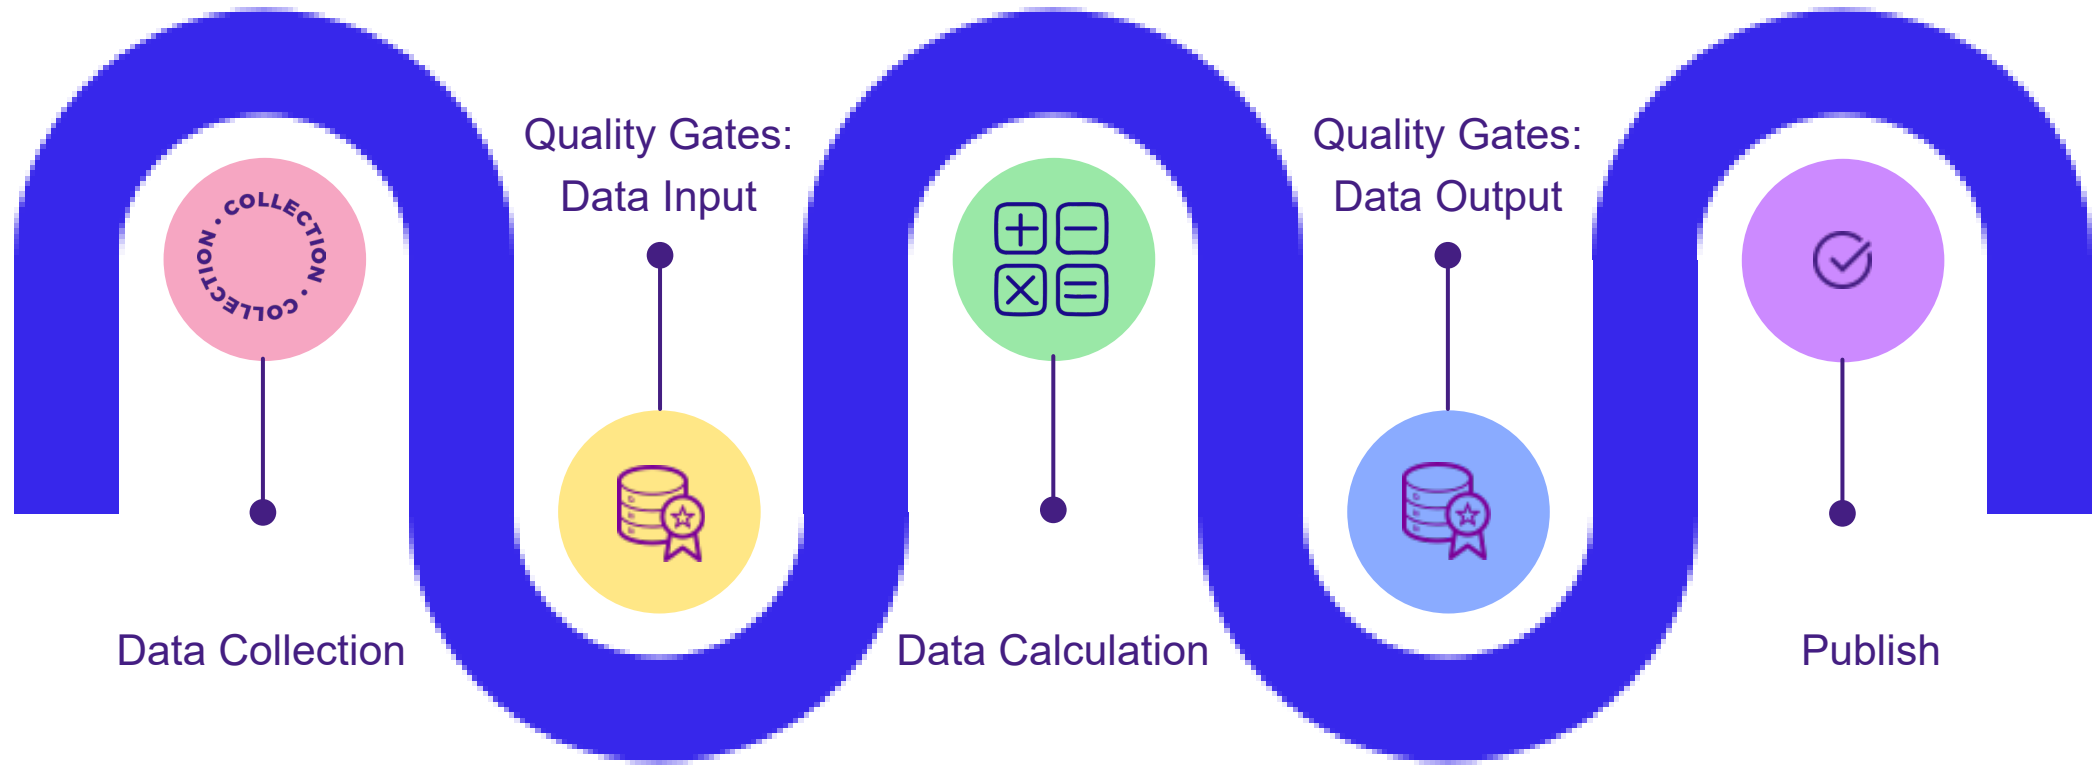 COLLECTION • COLLECTION •
Data Collection
Quality Gates:
Data Input
Data Calculation
Quality Gates:
Data Output
Publish